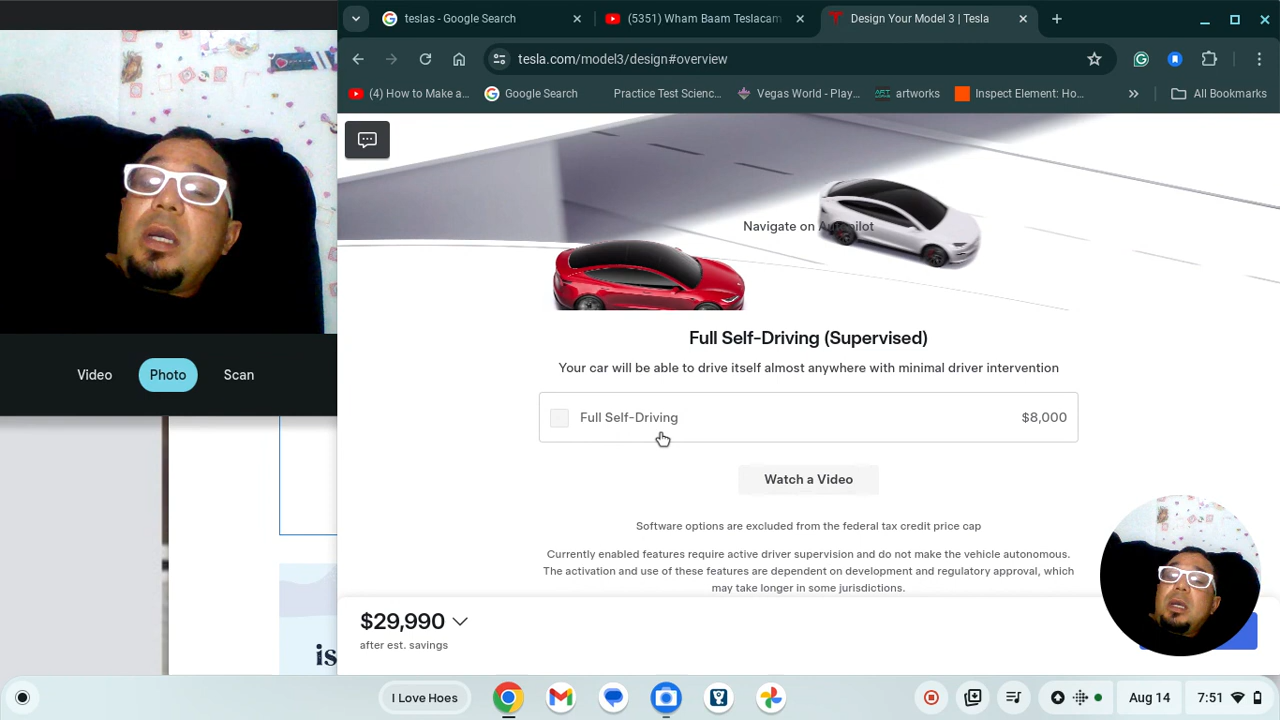 teslas - Google Search
(5351) Wham Baam Teslacam
Design Your Model 3 | Tesla
tesla.com/model3/design#overview
(4) How to Make a...
Google Search
Practice Test Scienc...
Vegas World - Play...
artworks
Inspect Element: Ho...
All Bookmarks
Navigate on Autopilot
Full Self-Driving (Supervised)
Your car will be able to drive itself almost anywhere with minimal driver intervention
Full Self-Driving
$8,000
Watch a Video
Software options are excluded from the federal tax credit price cap
Currently enabled features require active driver supervision and do not make the vehicle autonomous.
The activation and use of these features are dependent on development and regulatory approval, which
may take longer in some jurisdictions.
$29,990
after est. savings
Video
Photo
Scan
is
I Love Hoes
Aug 14
7:51